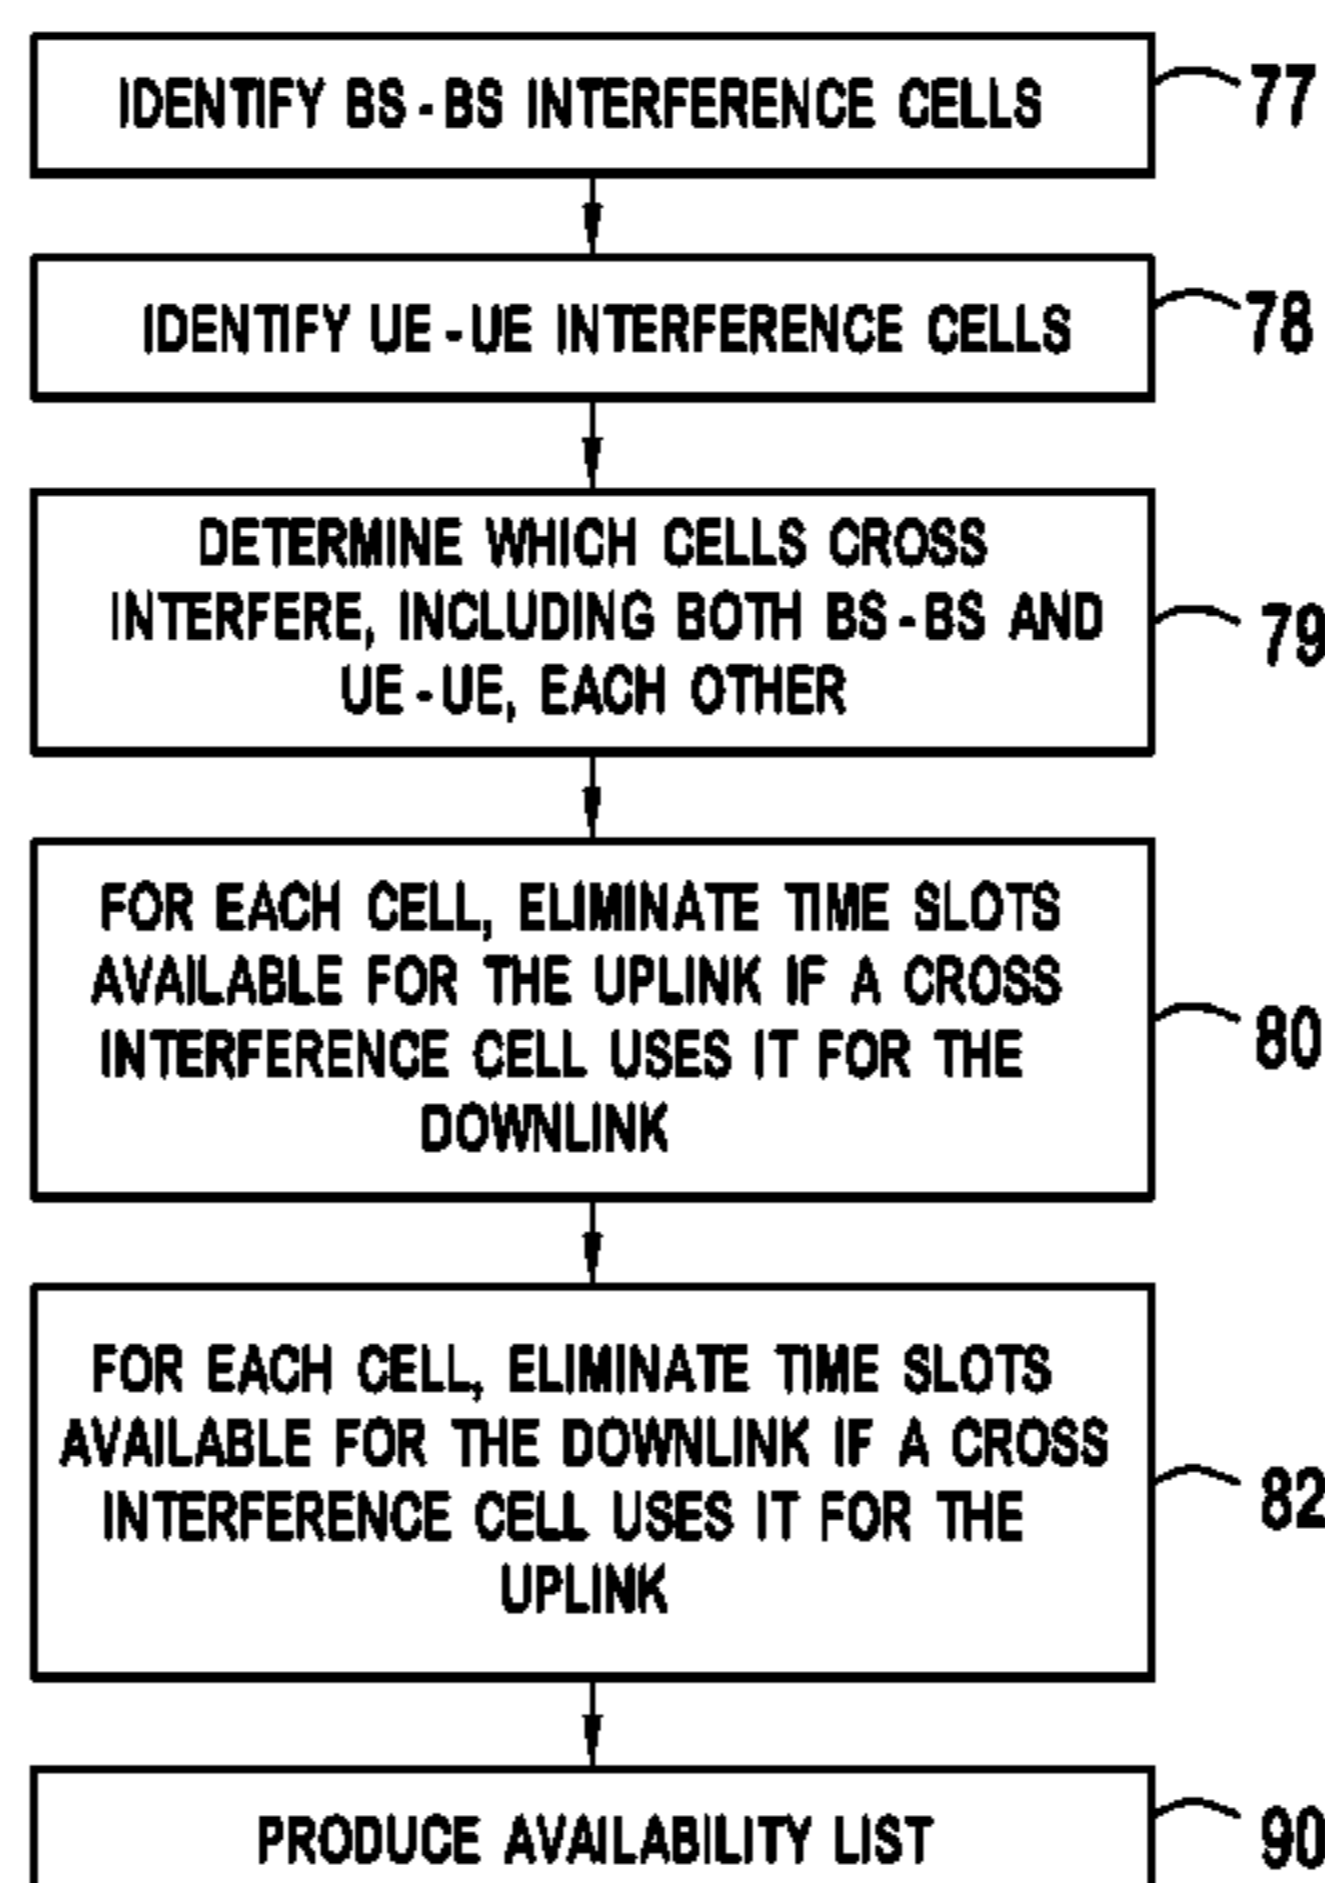 IDENTIFY BS-BS INTERFERENCE CELLS
77
IDENTIFY UE-UE INTERFERENCE CELLS
78
DETERMINE WHICH CELLS CROSS
INTERFERE, INCLUDING BOTH BS-BS AND
UE-UE, EACH OTHER
79
FOR EACH CELL, ELIMINATE TIME SLOTS
AVAILABLE FOR THE UPLINK IF A CROSS
INTERFERENCE CELL USES IT FOR THE
DOWNLINK
80
FOR EACH CELL, ELIMINATE TIME SLOTS
AVAILABLE FOR THE DOWNLINK IF A CROSS
INTERFERENCE CELL USES IT FOR THE
UPLINK
82
PRODUCE AVAILABILITY LIST
90